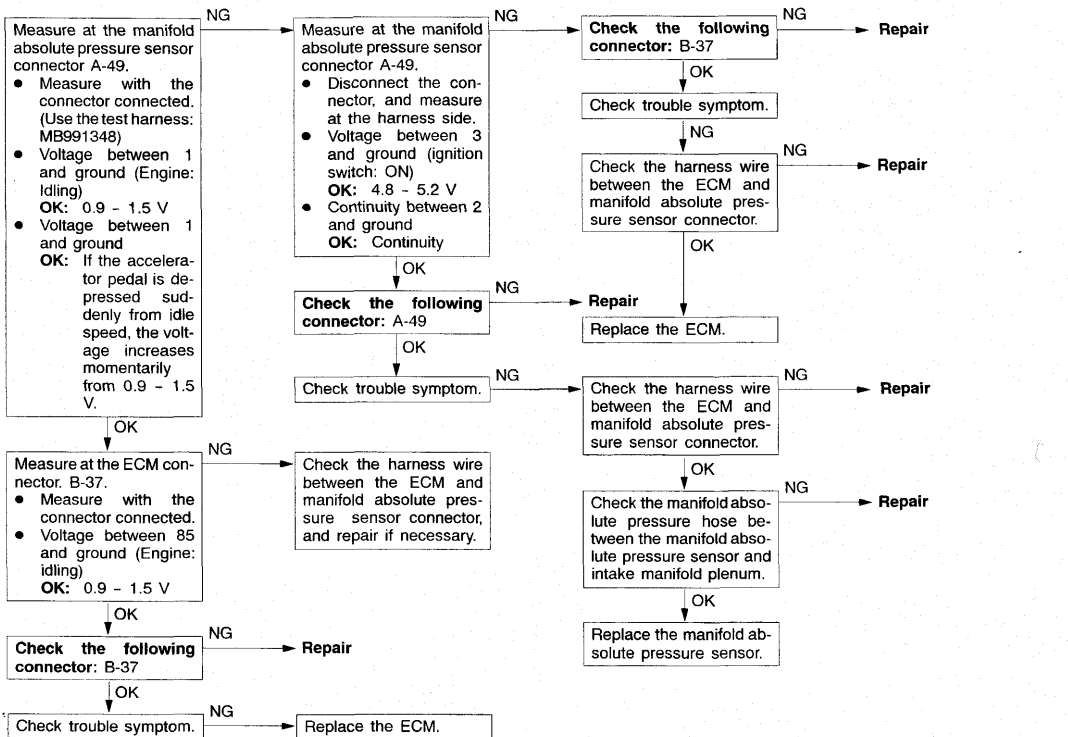 Measure at the manifold
absolute pressure sensor
connector A-49.
● Measure with the
connector connected.
(Use the test harness:
MB991348)
● Voltage between 1
and ground (Engine:
Idling)
OK: 0.9 – 1.5 V
● Voltage between 1
and ground
OK: If the accelera-
tor pedal is de-
pressed sud-
denly from idle
speed, the volt-
age increases
momentarily
from 0.9 – 1.5
V.
NG
OK
Measure at the manifold
absolute pressure sensor
connector A-49.
● Disconnect the con-
nector, and measure
at the harness side.
● Voltage between 3
and ground (ignition
switch: ON)
OK: 4.8 – 5.2 V
● Continuity between 2
and ground
OK: Continuity
NG
OK
Check the following
connector: B-37
NG
Repair
OK
Check trouble symptom.
NG
Check the harness wire
between the ECM and
manifold absolute pres-
sure sensor connector.
NG
Repair
OK
Replace the ECM.
Check the following
connector: A-49
NG
Repair
OK
Check trouble symptom.
NG
Check the harness wire
between the ECM and
manifold absolute pres-
sure sensor connector.
NG
Repair
OK
Check the manifold abso-
lute pressure hose be-
tween the manifold abso-
lute pressure sensor and
intake manifold plenum.
NG
Repair
OK
Replace the manifold ab-
solute pressure sensor.
Measure at the ECM con-
nector. B-37.
● Measure with the
connector connected.
● Voltage between 85
and ground (Engine:
idling)
OK: 0.9 – 1.5 V
NG
Check the harness wire
between the ECM and
manifold absolute pres-
sure sensor connector,
and repair if necessary.
OK
Check the following
connector: B-37
NG
Repair
OK
Check trouble symptom.
NG
Replace the ECM.